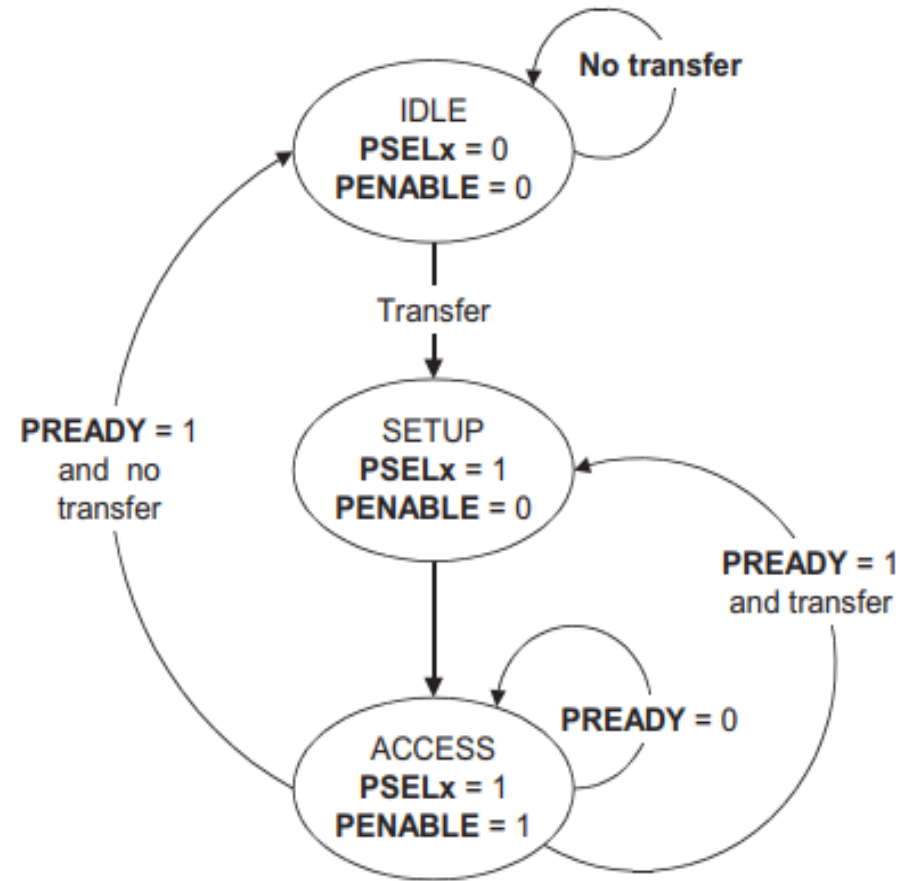 No transfer
IDLE
PSELx = 0
PENABLE = 0
Transfer
PREADY = 1
and no
transfer
SETUP
PSELx = 1
PENABLE = 0
PREADY = 1
and transfer
PREADY = 0
ACCESS
PSELx = 1
PENABLE = 1